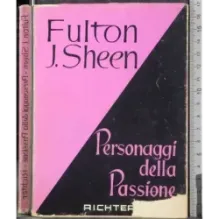 Fulton
J. Sheen
Personaggi
della
Passione
RICHTER